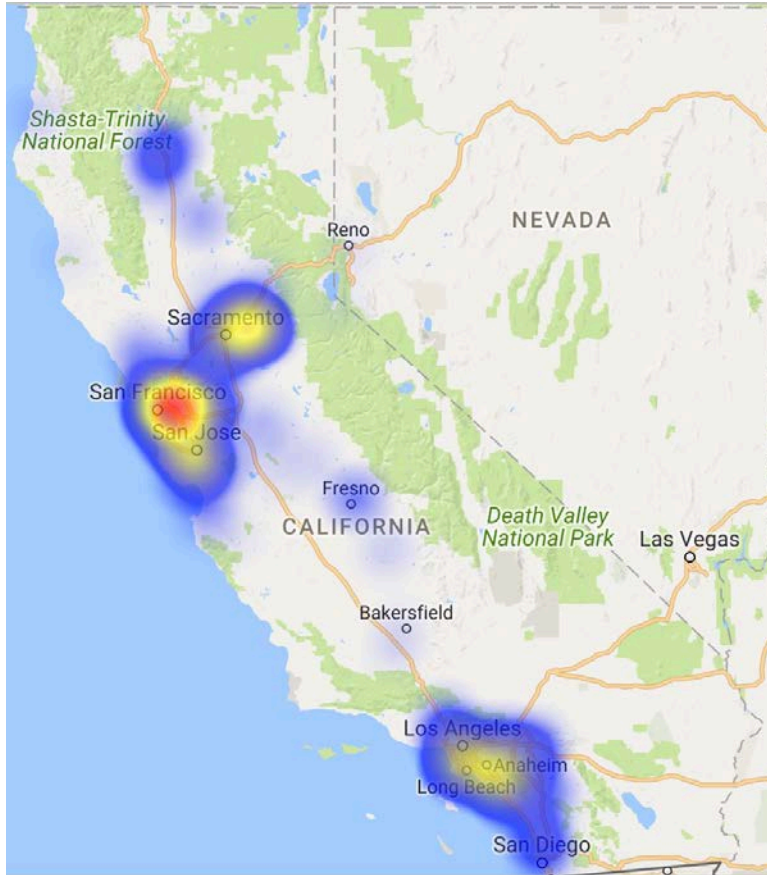 Shasta-Trinity
National Forest
Reno
NEVADA
Sacramento
San Francisco
San Jose
Fresno
CALIFORNIA
Death Valley
National Park
Las Vegas
Bakersfield
Los Angeles
Anaheim
Long Beach
San Diego